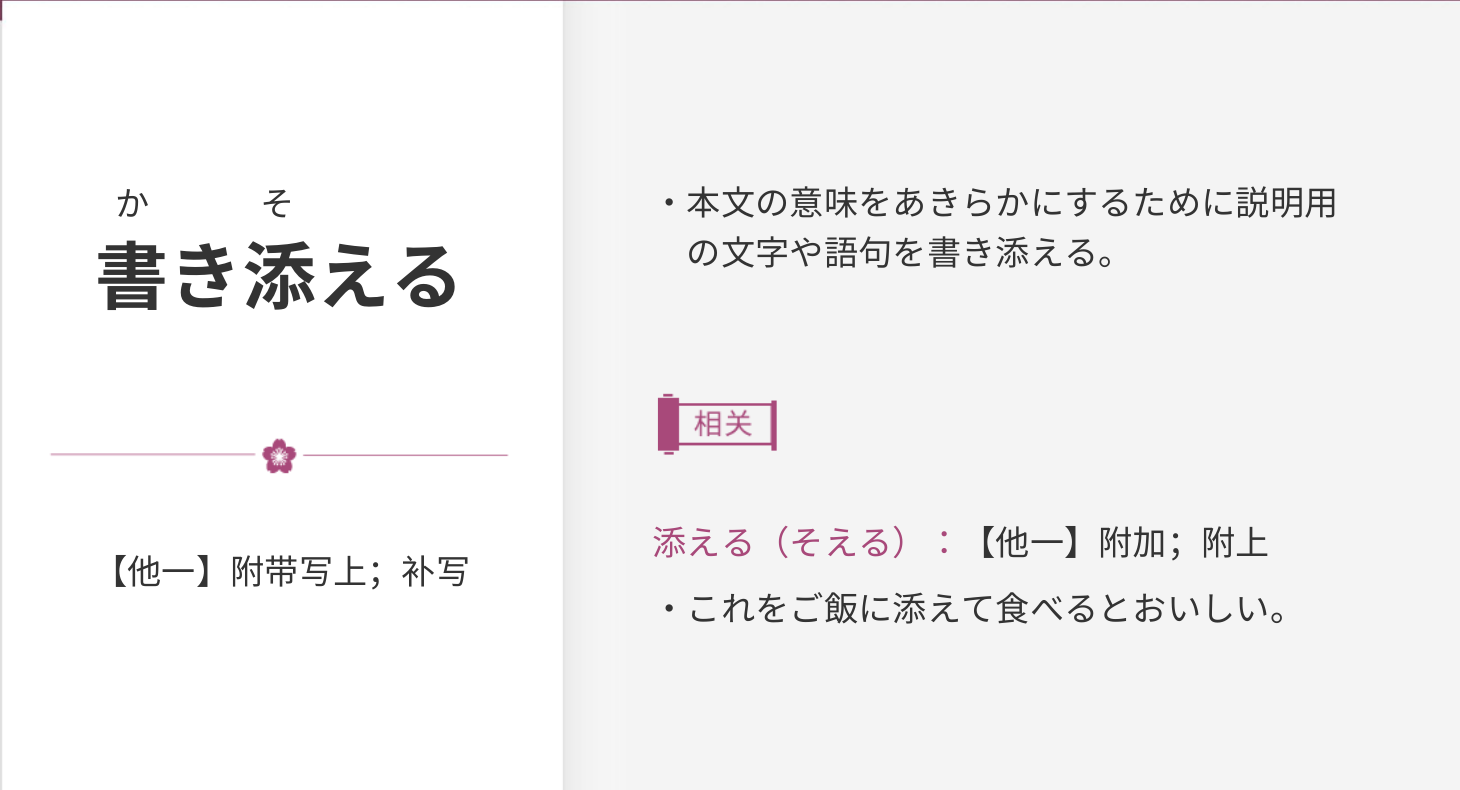 か そ
書き添える
【他一】附带写上；补写
・本文の意味をあきらかにするために説明用
の文字や語句を書き添える。
相关
添える（そえる）：【他一】附加；附上
・これをご飯に添えて食べるとおいしい。